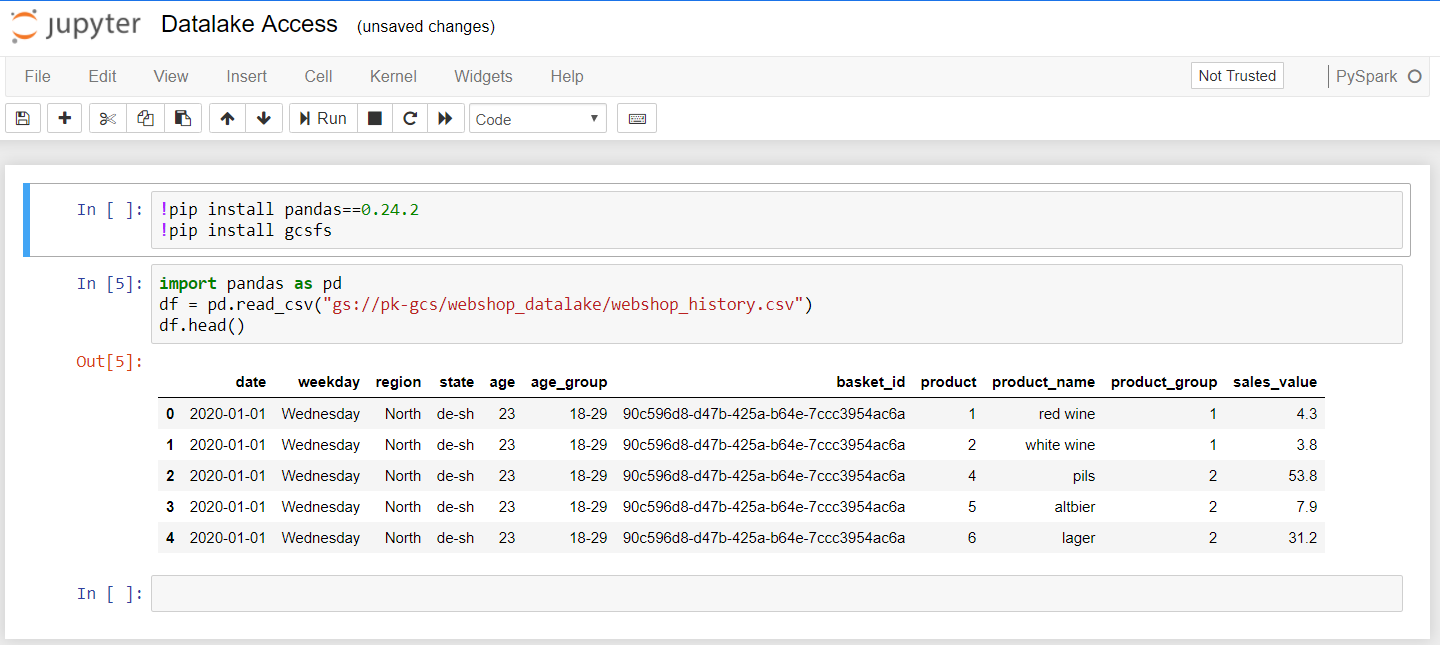 jupyter Datalake Access (unsaved changes)
File Edit View Insert Cell Kernel Widgets Help Not Trusted PySpark
Run Code
In [ ]: !pip install pandas==0.24.2
!pip install gcsfs
In [5]: import pandas as pd
df = pd.read_csv("gs://pk-gcs/webshop_datalake/webshop_history.csv")
df.head()
Out[5]:
date weekday region state age age_group basket_id product product_name product_group sales_value
0 2020-01-01 Wednesday North de-sh 23 18-29 90c596d8-d47b-425a-b64e-7ccc3954ac6a 1 red wine 1 4.3
1 2020-01-01 Wednesday North de-sh 23 18-29 90c596d8-d47b-425a-b64e-7ccc3954ac6a 2 white wine 1 3.8
2 2020-01-01 Wednesday North de-sh 23 18-29 90c596d8-d47b-425a-b64e-7ccc3954ac6a 4 pils 2 53.8
3 2020-01-01 Wednesday North de-sh 23 18-29 90c596d8-d47b-425a-b64e-7ccc3954ac6a 5 altbier 2 7.9
4 2020-01-01 Wednesday North de-sh 23 18-29 90c596d8-d47b-425a-b64e-7ccc3954ac6a 6 lager 2 31.2
In [ ]: